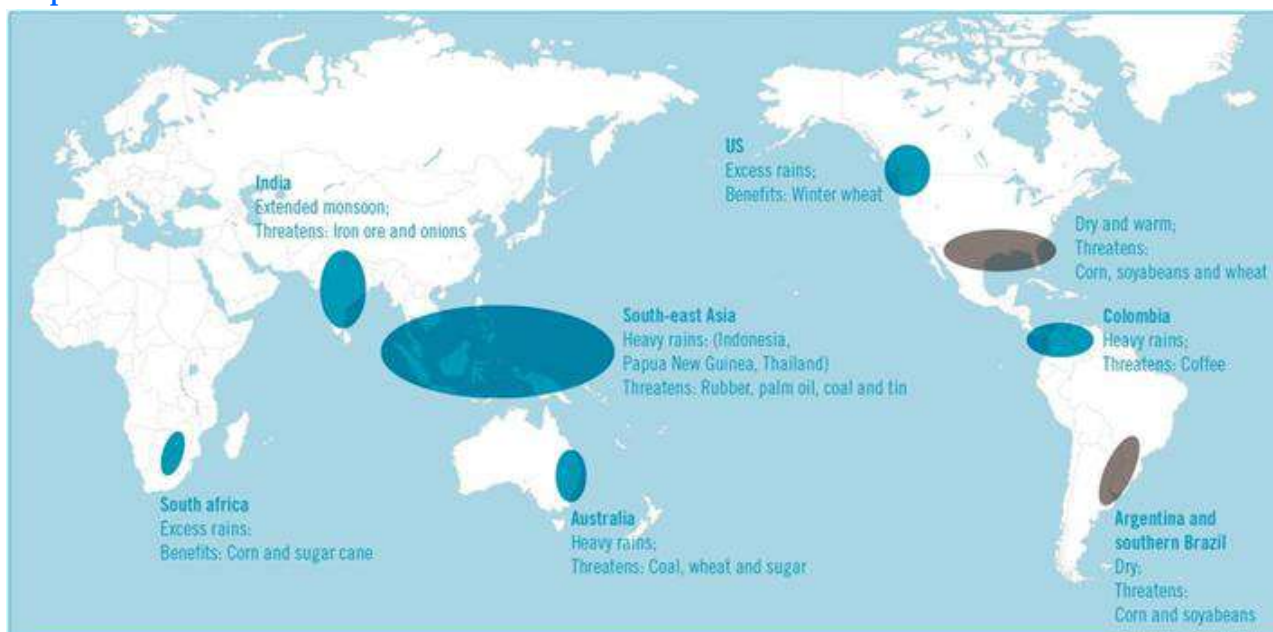 India
Extended monsoon;
Threatens: Iron ore and onions
US
Excess rains;
Benefits: Winter wheat
Dry and warm;
Threatens:
Corn, soyabeans and wheat
South-east Asia
Heavy rains: (Indonesia,
Papua New Guinea, Thailand)
Threatens: Rubber, palm oil, coal and tin
Colombia
Heavy rains;
Threatens: Coffee
South africa
Excess rains:
Benefits: Corn and sugar cane
Australia
Heavy rains;
Threatens: Coal, wheat and sugar
Argentina and
southern Brazil
Dry:
Threatens:
Corn and soyabeans